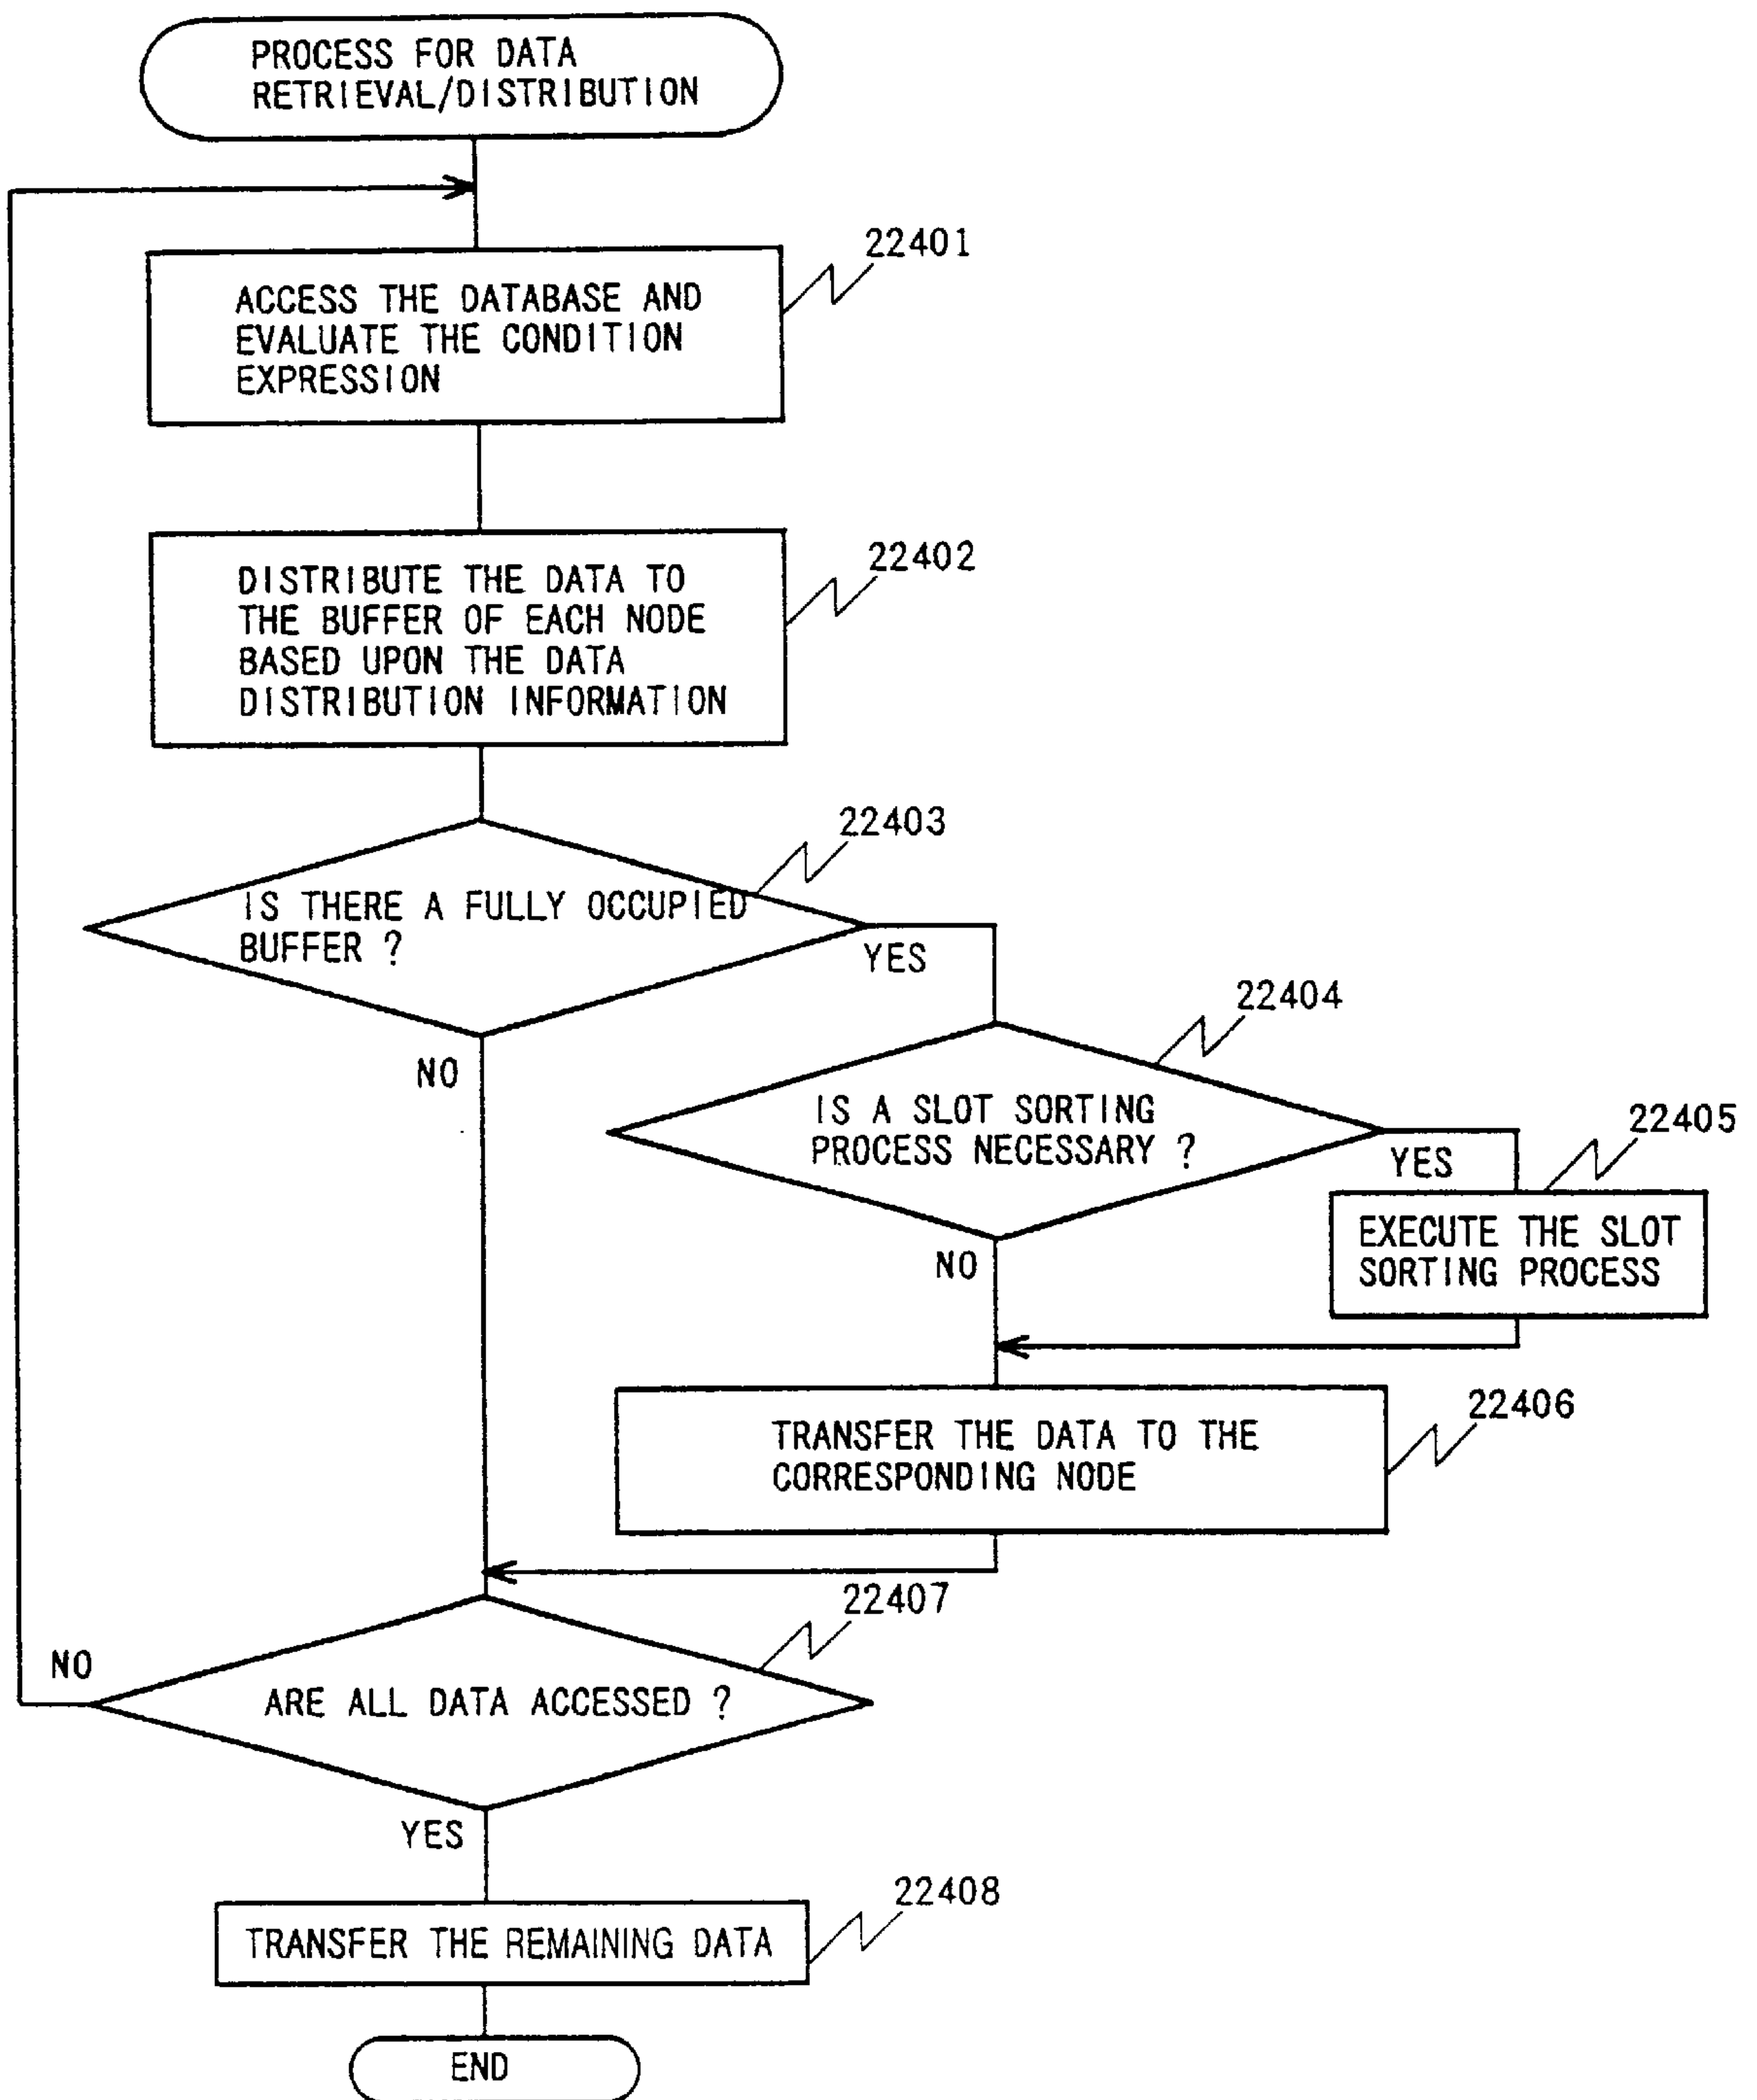 PROCESS FOR DATA
RETRIEVAL/DISTRIBUTION
22401
ACCESS THE DATABASE AND
EVALUATE THE CONDITION
EXPRESSION
22402
DISTRIBUTE THE DATA TO
THE BUFFER OF EACH NODE
BASED UPON THE DATA
DISTRIBUTION INFORMATION
22403
IS THERE A FULLY OCCUPIED
BUFFER ?
YES
NO
22404
IS A SLOT SORTING
PROCESS NECESSARY ?
YES
NO
22405
EXECUTE THE SLOT
SORTING PROCESS
22406
TRANSFER THE DATA TO THE
CORRESPONDING NODE
22407
NO
ARE ALL DATA ACCESSED ?
YES
22408
TRANSFER THE REMAINING DATA
END